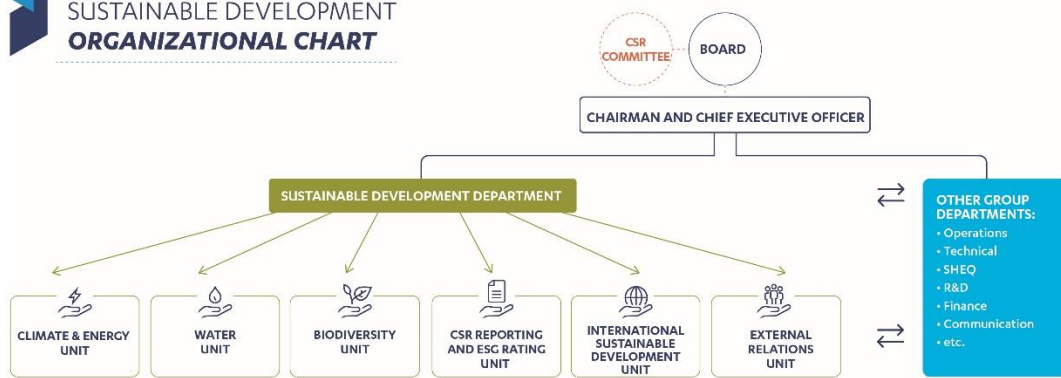 SUSTAINABLE DEVELOPMENT
ORGANIZATIONAL CHART
CSR
COMMITTEE
BOARD
CHAIRMAN AND CHIEF EXECUTIVE OFFICER
SUSTAINABLE DEVELOPMENT DEPARTMENT
OTHER GROUP
DEPARTMENTS:
• Operations
• Technical
• SHEQ
• R&D
• Finance
• Communication
• etc.
CLIMATE & ENERGY
UNIT
WATER
UNIT
BIODIVERSITY
UNIT
CSR REPORTING
AND ESG RATING
UNIT
INTERNATIONAL
SUSTAINABLE
DEVELOPMENT
UNIT
EXTERNAL
RELATIONS
UNIT